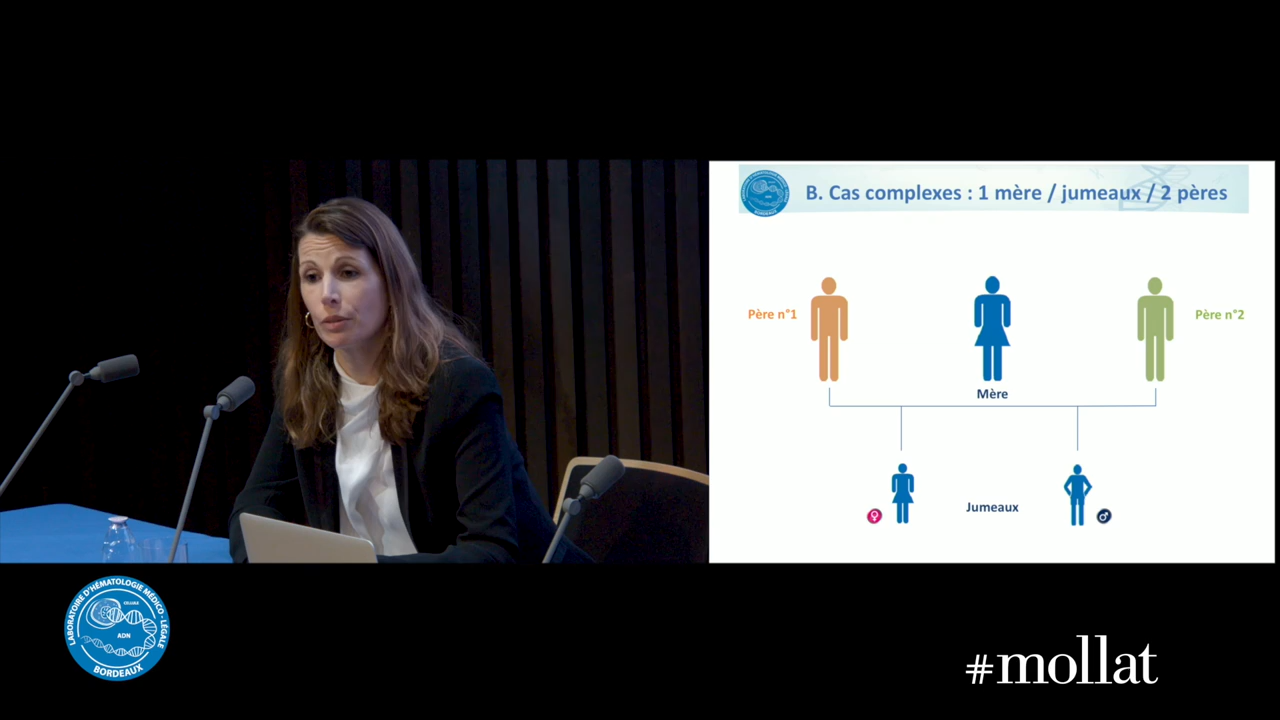 B. Cas complexes : 1 mère / jumeaux / 2 pères
Père n°1
Père n°2
Mère
Jumeaux
LABORATOIRE D'HÉMATOLOGIE MÉDICO-LÉGALE
CELLULE
ADN
BORDEAUX
#mollat